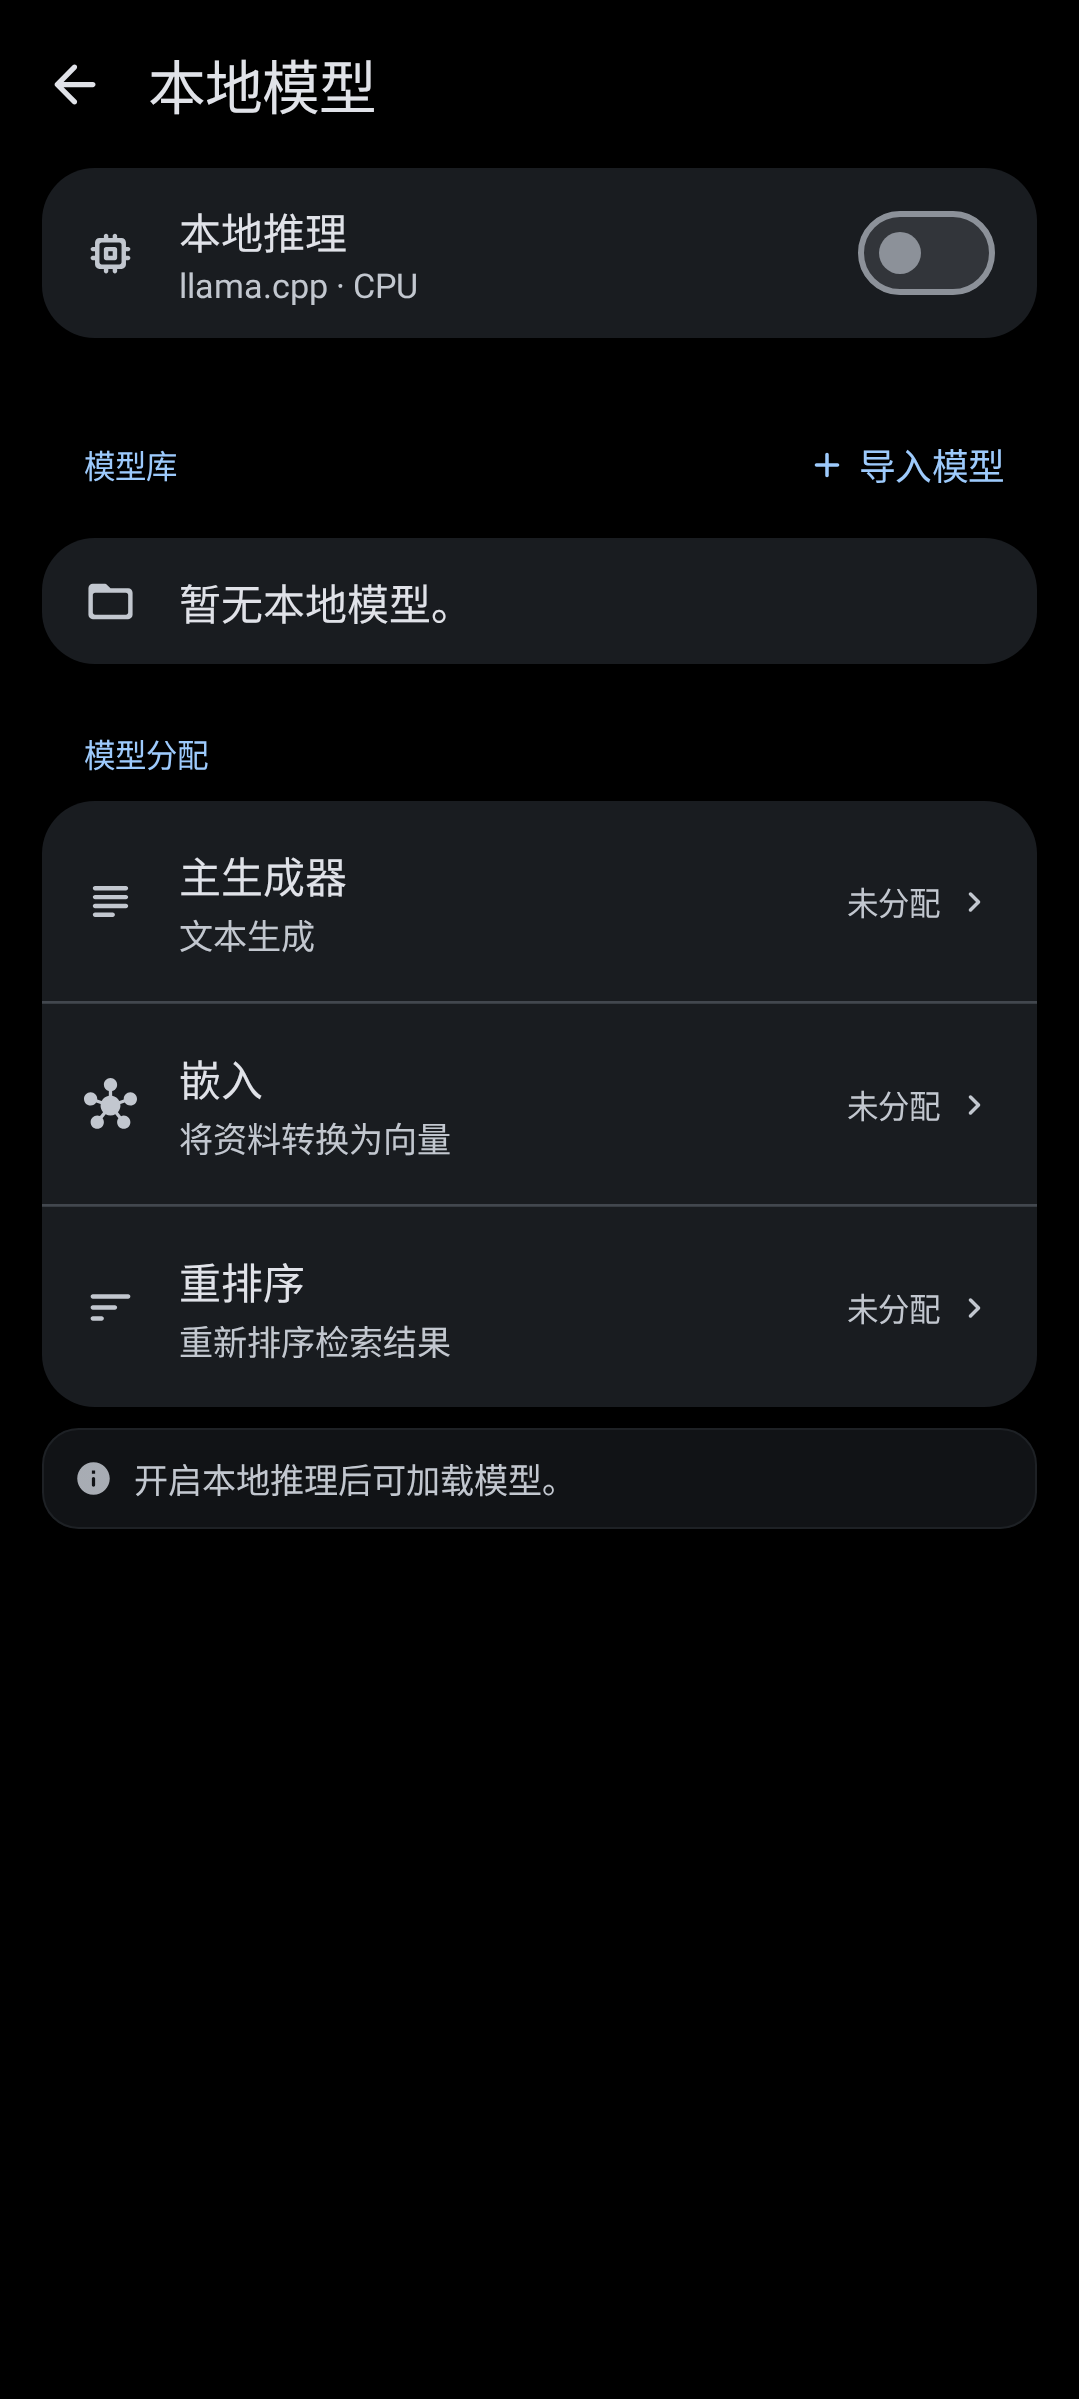 本地模型
本地推理
llama.cpp · CPU
模型库
+ 导入模型
暂无本地模型。
模型分配
主生成器
文本生成
未分配
嵌入
将资料转换为向量
未分配
重排序
重新排序检索结果
未分配
开启本地推理后可加载模型。